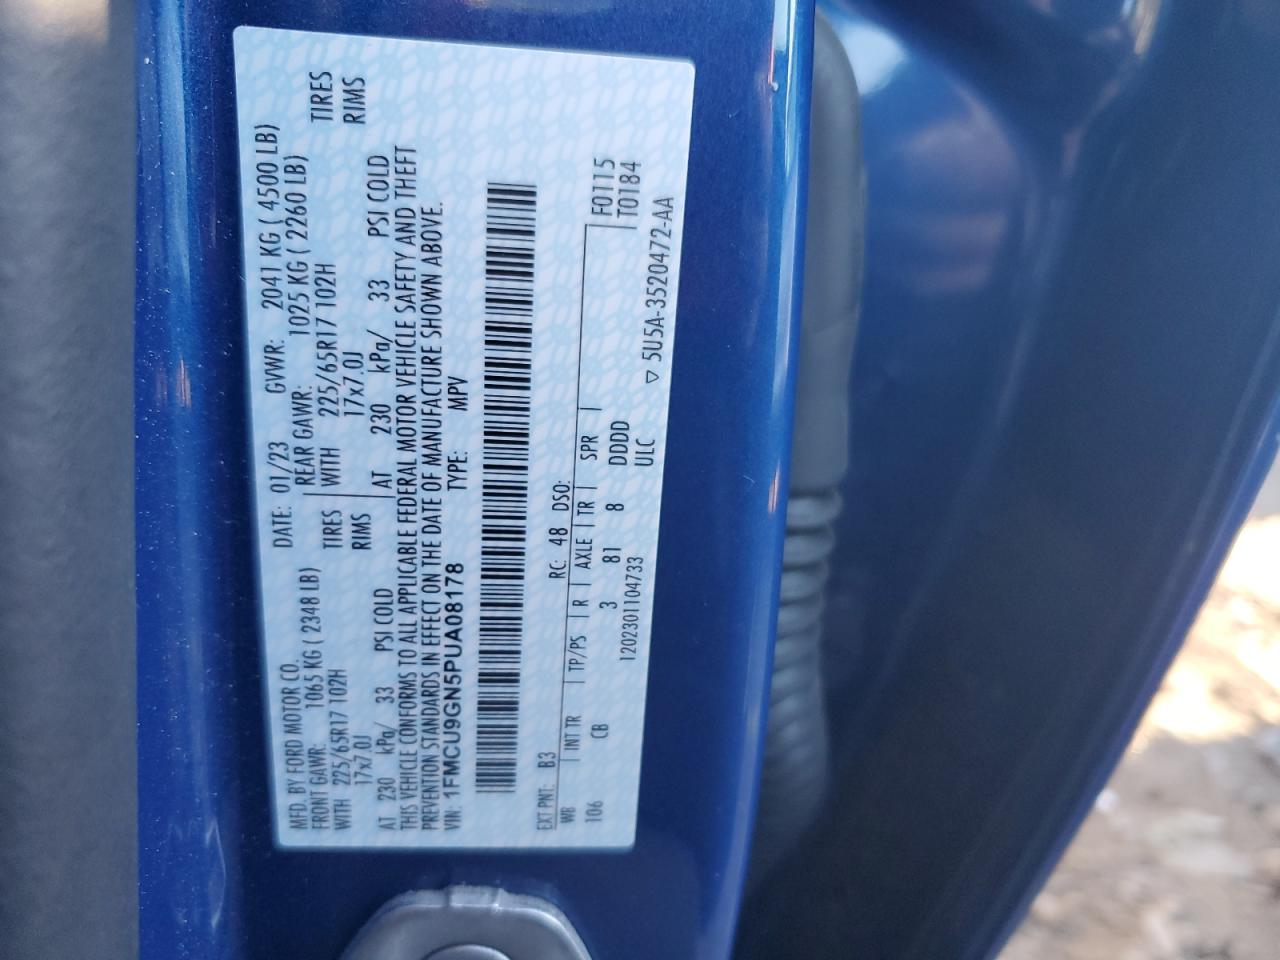 MFD. BY FORD MOTOR CO. DATE: 01/23 GVWR: 2041 KG ( 4500 LB)
FRONT GAWR: 1065 KG ( 2348 LB) REAR GAWR: 1025 KG ( 2260 LB)
WITH 225/65R17 102H TIRES WITH 225/65R17 102H TIRES
17x7.0J RIMS 17x7.0J RIMS
AT 230 kPa/ 33 PSI COLD AT 230 kPa/ 33 PSI COLD
THIS VEHICLE CONFORMS TO ALL APPLICABLE FEDERAL MOTOR VEHICLE SAFETY AND THEFT
PREVENTION STANDARDS IN EFFECT ON THE DATE OF MANUFACTURE SHOWN ABOVE.
VIN: 1FMCU9GN5PUA08178 TYPE: MPV
EXT PNT: B3 RC: 48 DSO:
WB INT TR TP/PS R AXLE TR SPR F0115
106 CB 3 81 8 DDDD T0184
1202301104733 ULC ▽ 5U5A-3520472-AA